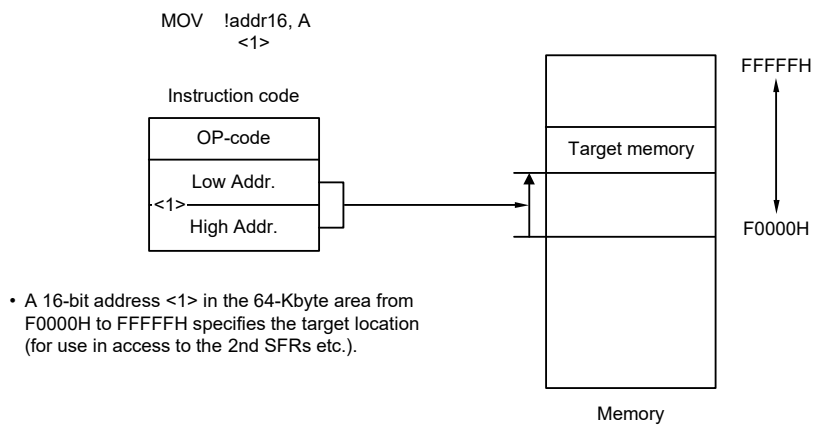 MOV !addr16, A
<1>
Instruction code
OP-code
Low Addr.
<1>
High Addr.
FFFFFH
Target memory
F0000H
• A 16-bit address <1> in the 64-Kbyte area from
F0000H to FFFFFH specifies the target location
(for use in access to the 2nd SFRs etc.).
Memory